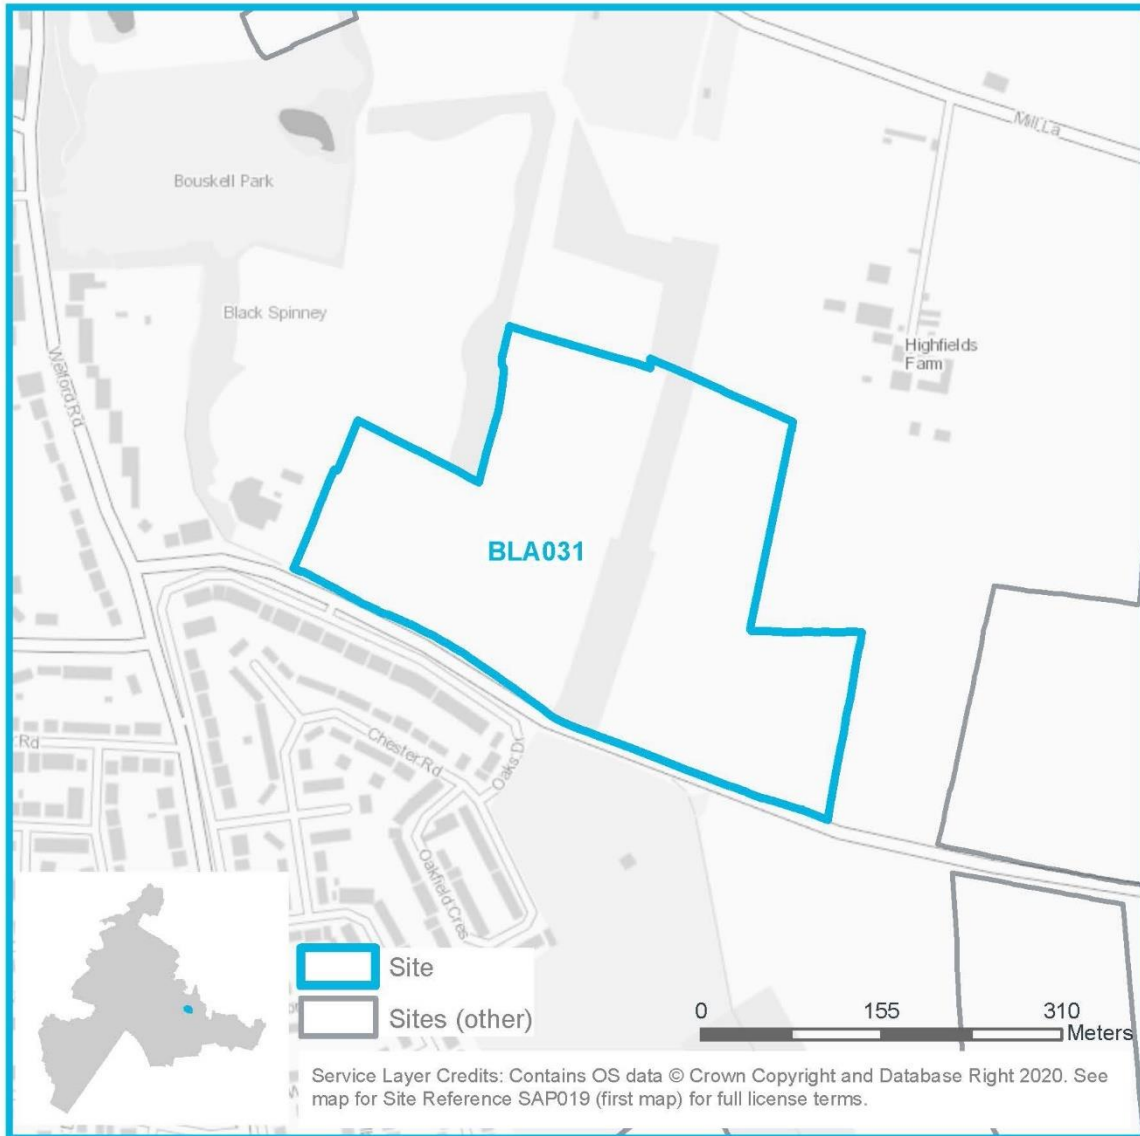 Mill La
Bouskell Park
Black Spinney
Highfields
Farm
Welford Rd
BLA031
Chester Rd
Oaks Dr
Rd
Oakfield Cres
Site
Sites (other)
0 155 310
Meters
Service Layer Credits: Contains OS data © Crown Copyright and Database Right 2020. See
map for Site Reference SAP019 (first map) for full license terms.